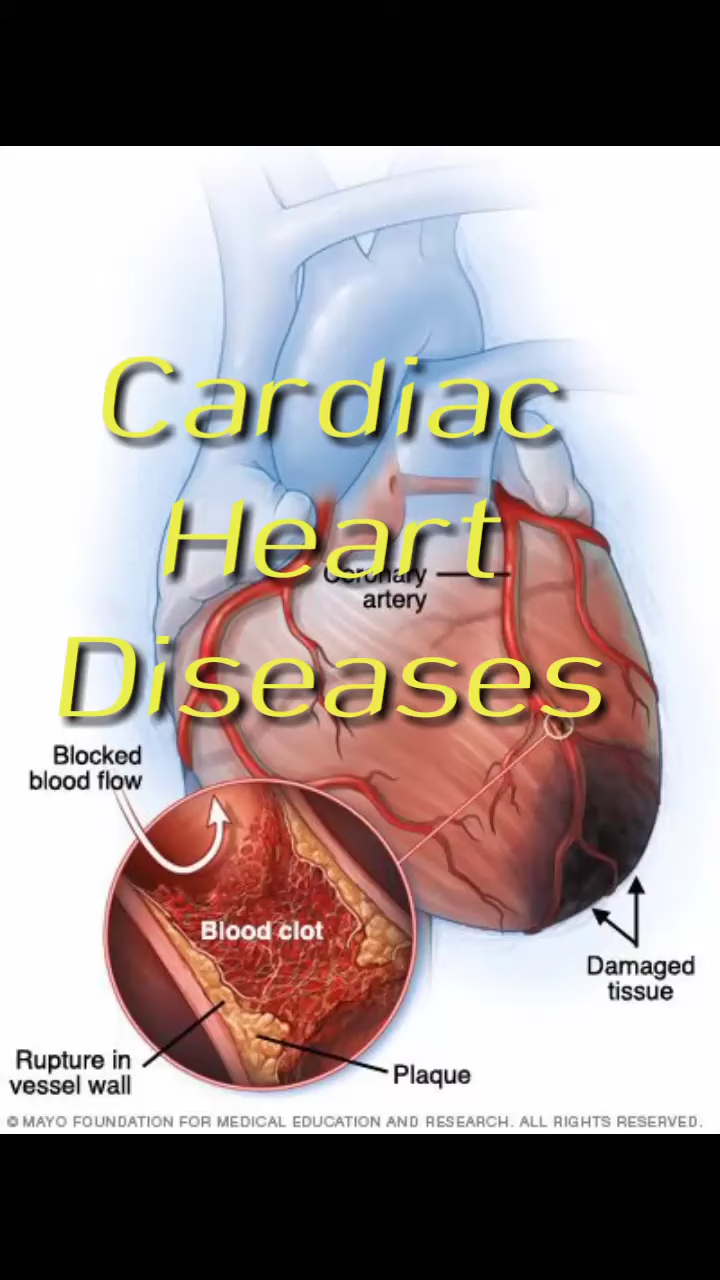 Cardiac
Heart
Diseases
Coronary
artery
Blocked
blood flow
Blood clot
Damaged
tissue
Rupture in
vessel wall
Plaque
© MAYO FOUNDATION FOR MEDICAL EDUCATION AND RESEARCH. ALL RIGHTS RESERVED.